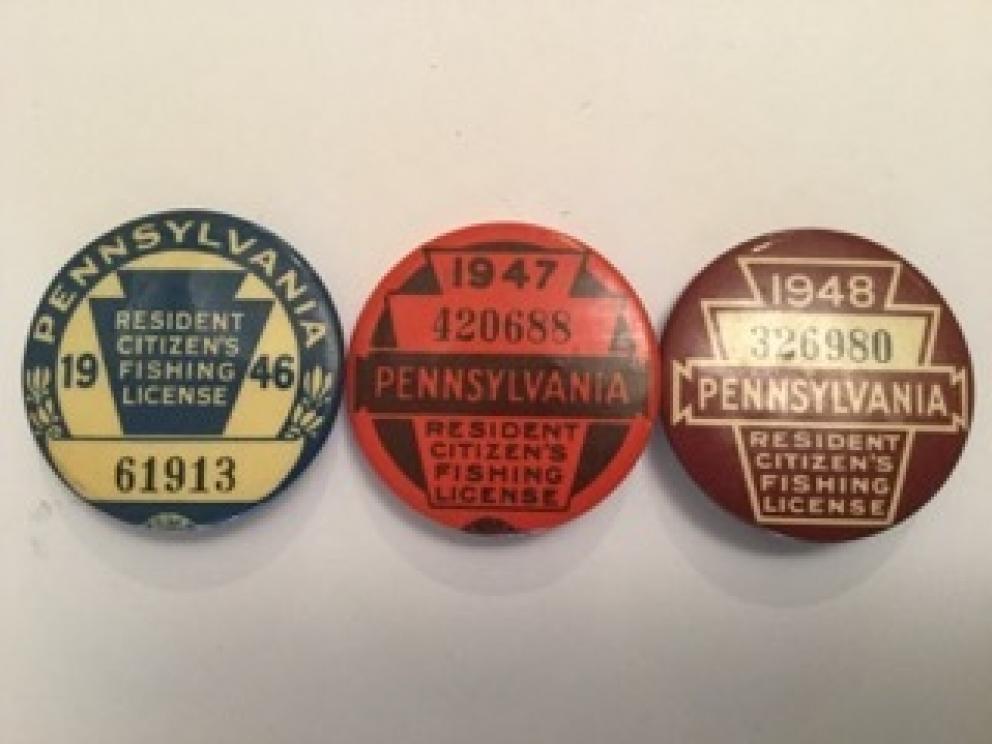 PENNSYLVANIA
RESIDENT
CITIZEN'S
19 FISHING 46
LICENSE
61913
1947
420688
PENNSYLVANIA
RESIDENT
CITIZEN'S
FISHING
LICENSE
1948
326980
PENNSYLVANIA
RESIDENT
CITIZEN'S
FISHING
LICENSE